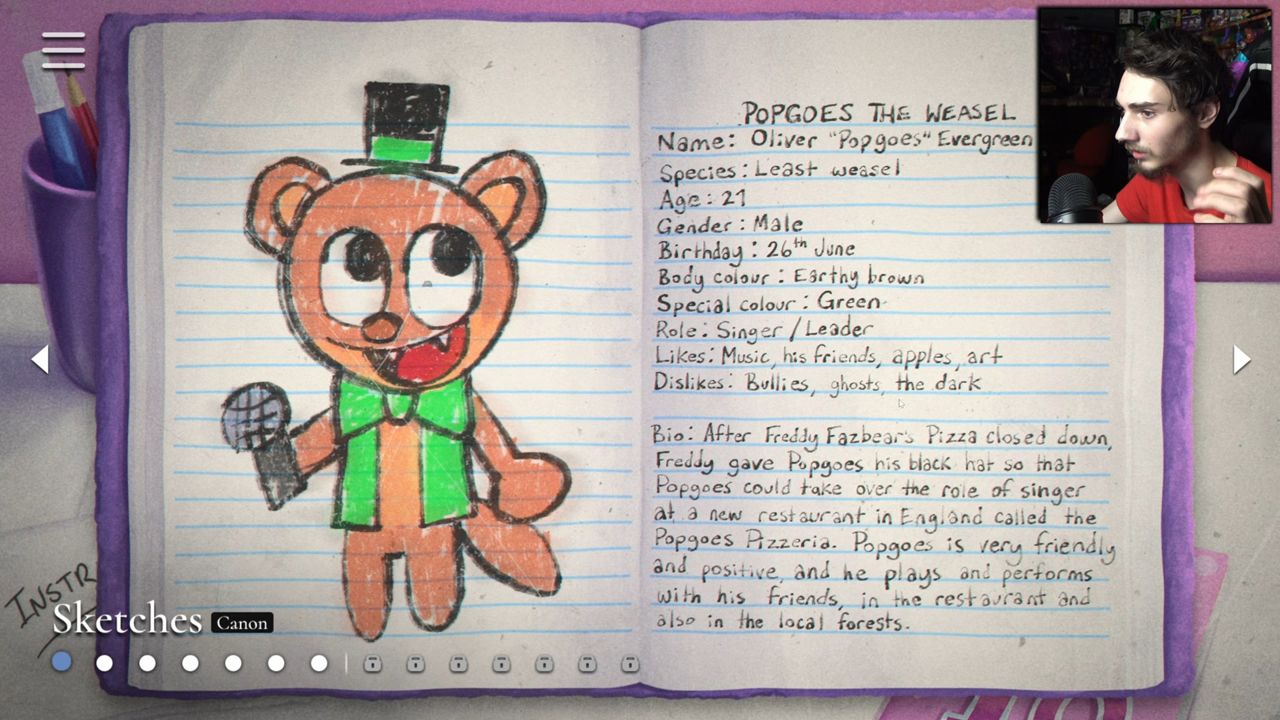 POPGOES THE WEASEL
Name: Oliver "Popgoes" Evergreen
Species: Least weasel
Age: 21
Gender: Male
Birthday: 26th June
Body colour: Earthy brown
Special colour: Green
Role: Singer / Leader
Likes: Music, his friends, apples, art
Dislikes: Bullies, ghosts, the dark
Bio: After Freddy Fazbear's Pizza closed down,
Freddy gave Popgoes his black hat so that
Popgoes could take over the role of singer
at a new restaurant in England called the
Popgoes Pizzeria. Popgoes is very friendly
and positive, and he plays and performs
with his friends, in the restaurant and
also in the local forests.
INSTR
Sketches Canon